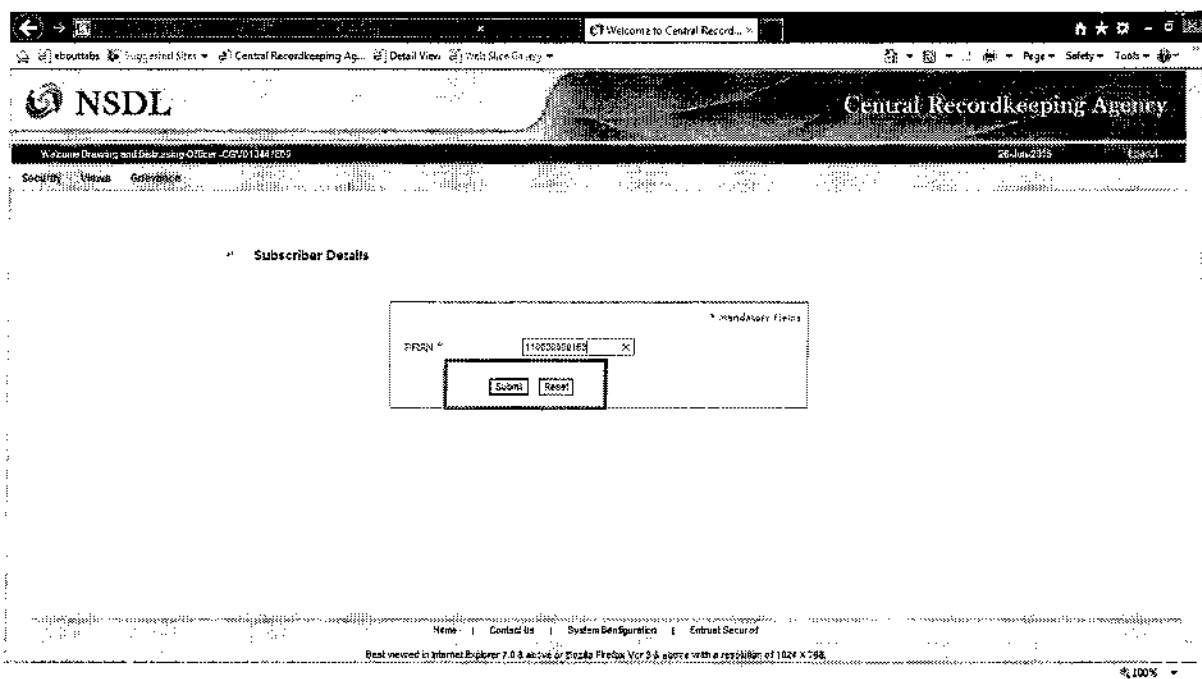 Welcome to Central Record...
Suggested Sites Central Recordkeeping Ag... Detail View Web Slice Gallery
Page Safety Tools
NSDL Central Recordkeeping Agency
Welcome Drawing and Disbursing Officer
Security Views Grievance
Subscriber Details
* Mandatory Fields
PRAN *
Submit Reset
Home | Contact Us | System Configuration | Entrust Secured
Best viewed in Internet Explorer 7.0 & above or Mozilla Firefox Ver 3 & above with a resolution of 1024 X 768.
100%